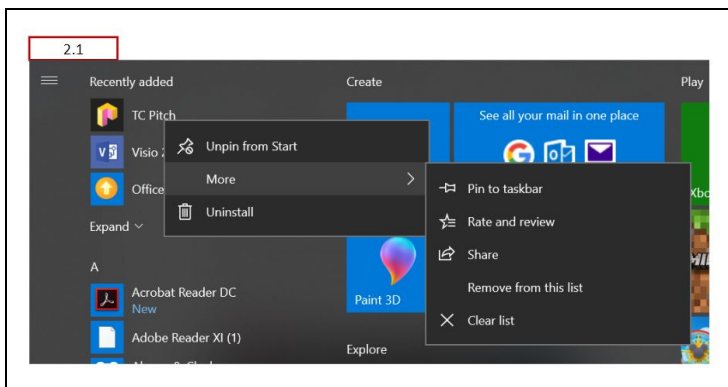 2.1
Recently added
Create
Play
TC Pitch
See all your mail in one place
Visio
Unpin from Start
Office
More
Pin to taskbar
Uninstall
Rate and review
Expand
Share
A
Remove from this list
Acrobat Reader DC
New
Paint 3D
Clear list
Adobe Reader XI (1)
Explore